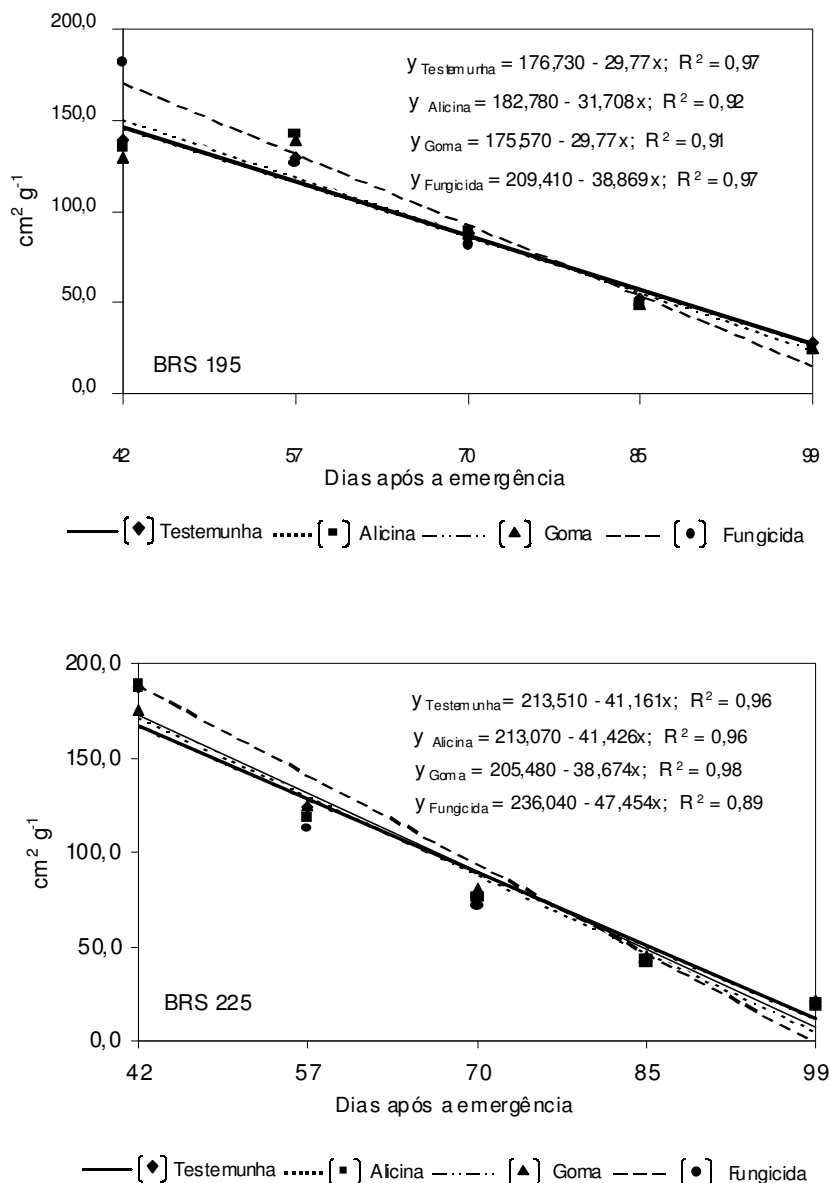 200,0
150,0
100,0
50,0
0,0
cm² g⁻¹
y Testemunha = 176,730 - 29,77x; R² = 0,97
y Alicina = 182,780 - 31,708x; R² = 0,92
y Goma = 175,570 - 29,77x; R² = 0,91
y Fungicida = 209,410 - 38,869x; R² = 0,97
BRS 195
42 57 70 85 99
Dias após a emergência
Testemunha Alicina Goma Fungicida
200,0
150,0
100,0
50,0
0,0
cm² g⁻¹
y Testemunha = 213,510 - 41,161x; R² = 0,96
y Alicina = 213,070 - 41,426x; R² = 0,96
y Goma = 205,480 - 38,674x; R² = 0,98
y Fungicida = 236,040 - 47,454x; R² = 0,89
BRS 225
42 57 70 85 99
Dias após a emergência
Testemunha Alicina Goma Fungicida